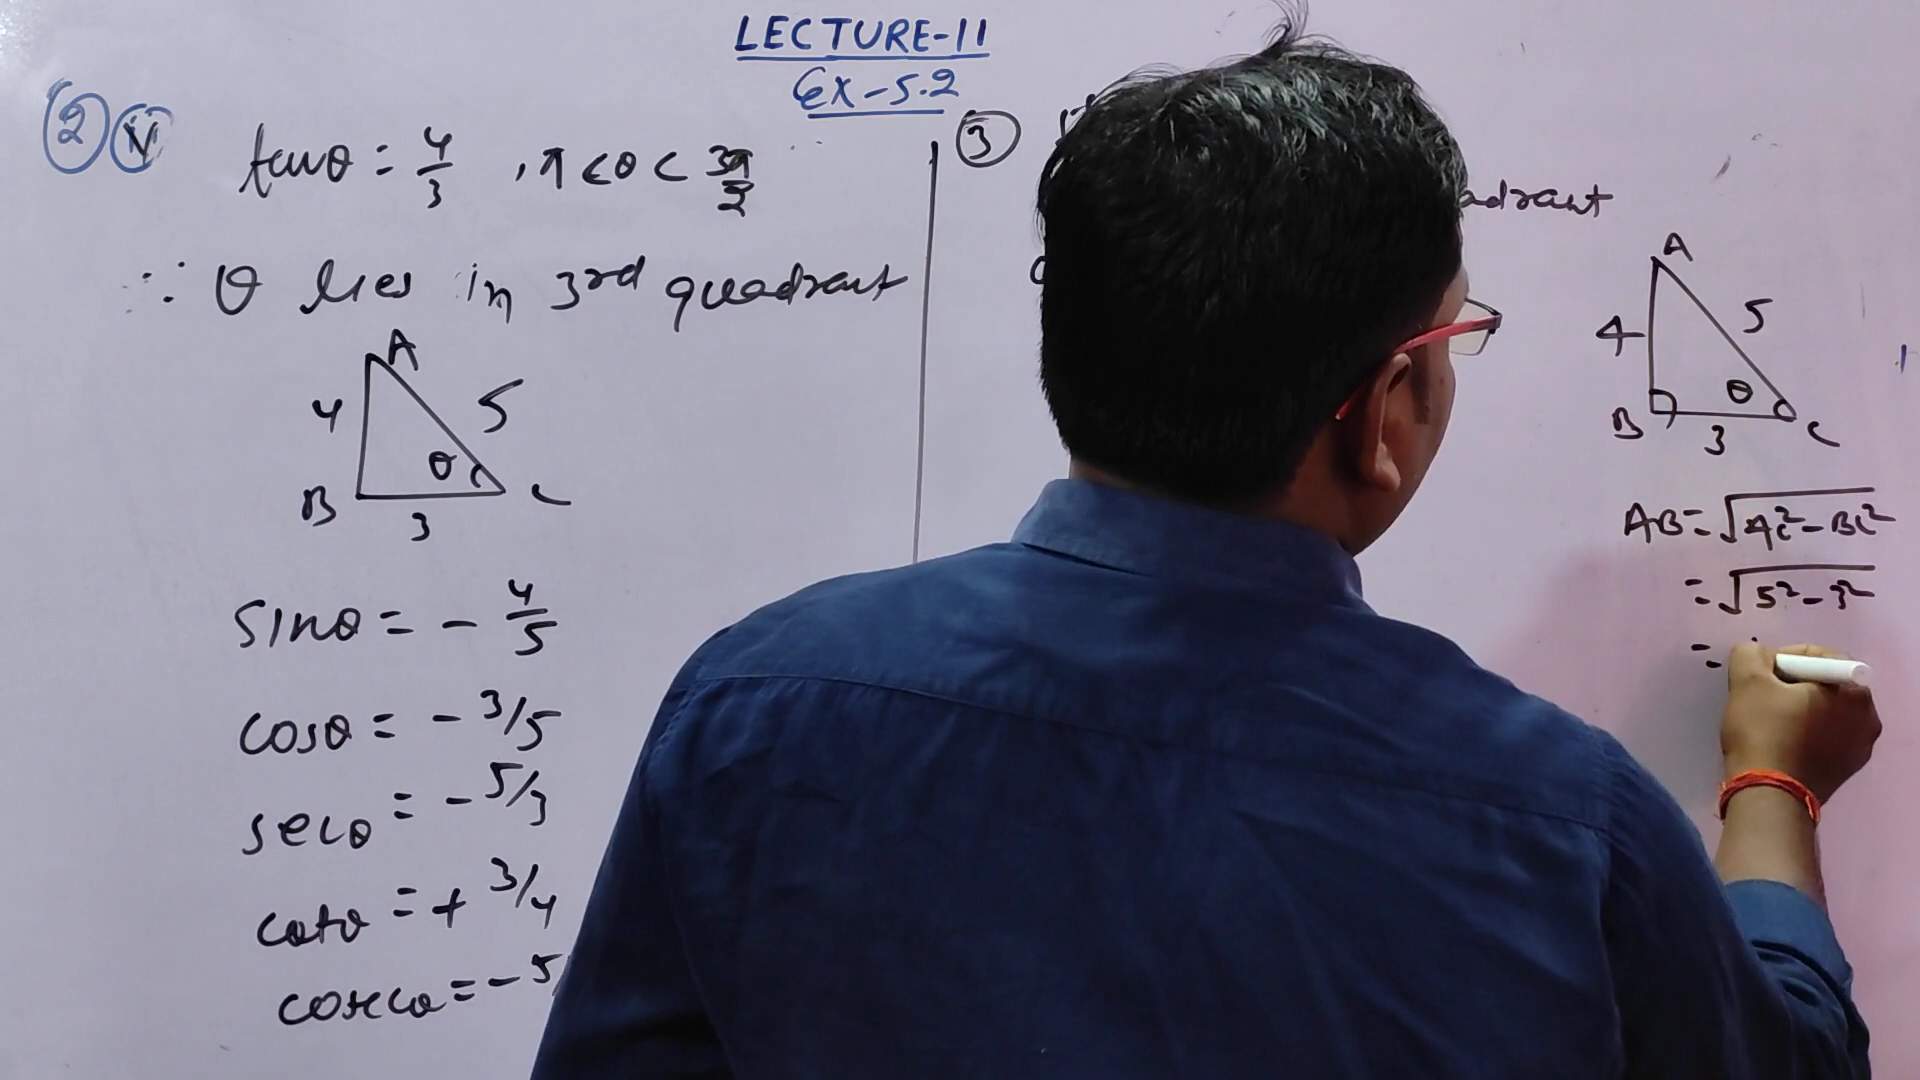 LECTURE-11
Ex-5.2
2 iv tanθ = 4/3 , π < θ < 3π/2
∵ θ lies in 3rd quadrant
A
4 5
θ
B 3 C
sinθ = - 4/5
cosθ = - 3/5
secθ = - 5/3
cotθ = + 3/4
cosecθ = - 5/
3
adrant
A
4 5
θ
B 3 C
AB = √AC² - BC²
= √5² - 3²
=